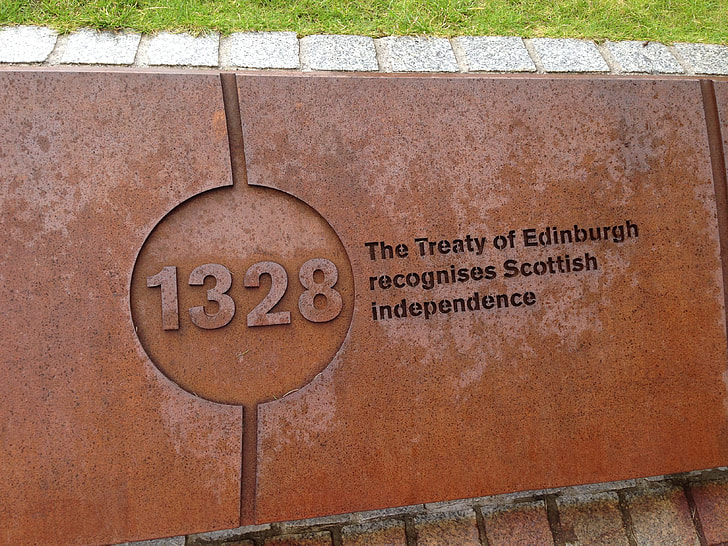 1328
The Treaty of Edinburgh
recognises Scottish
independence